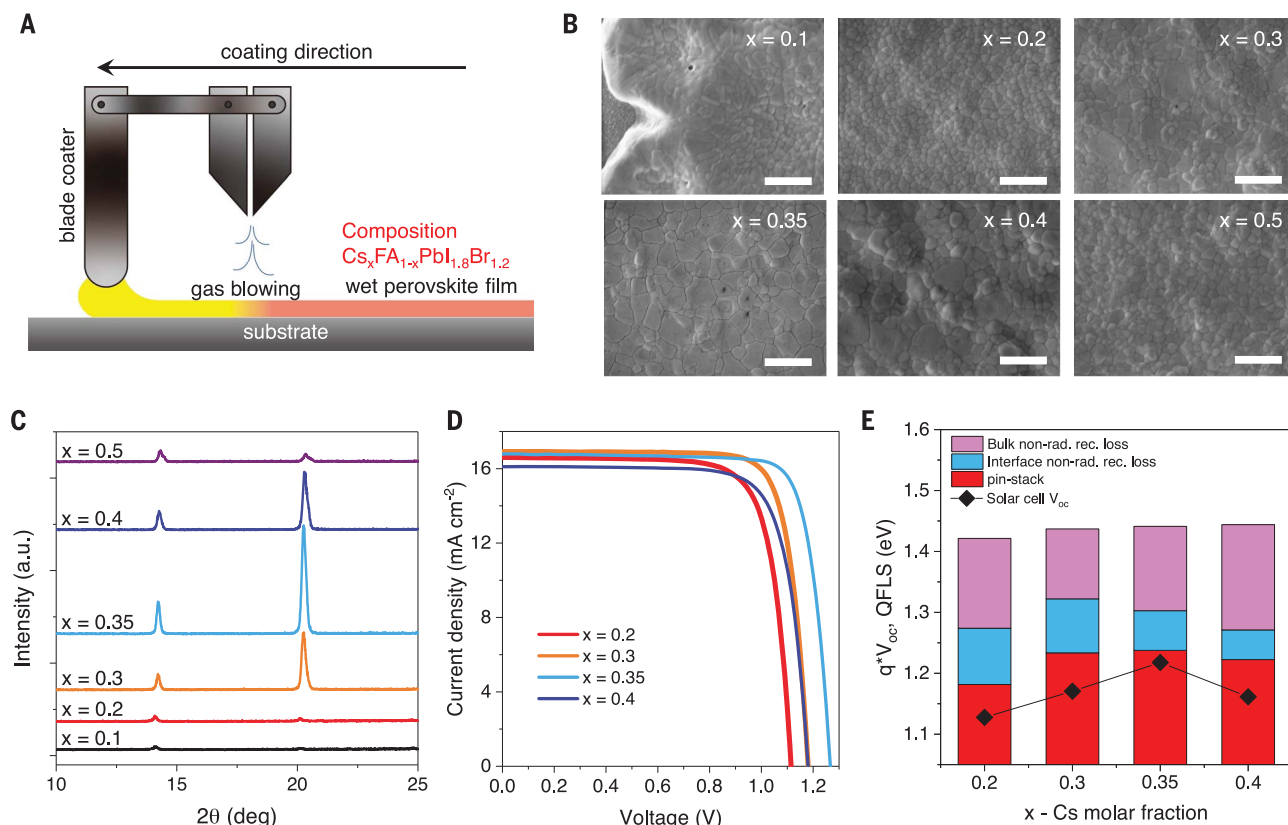 A
coating direction
blade coater
Composition
CsₓFA₁₋ₓPbI₁.₈Br₁.₂
gas blowing
wet perovskite film
substrate
B
x = 0.1
x = 0.2
x = 0.3
x = 0.35
x = 0.4
x = 0.5
C
Intensity (a.u.)
x = 0.5
x = 0.4
x = 0.35
x = 0.3
x = 0.2
x = 0.1
10
15
20
25
2θ (deg)
D
Current density (mA cm⁻²)
16
12
8
4
0
x = 0.2
x = 0.3
x = 0.35
x = 0.4
0.0
0.2
0.4
0.6
0.8
1.0
1.2
Voltage (V)
E
q*Vₒc, QFLS (eV)
1.6
1.5
1.4
1.3
1.2
1.1
Bulk non-rad. rec. loss
Interface non-rad. rec. loss
pin-stack
Solar cell Vₒc
0.2
0.3
0.35
0.4
x - Cs molar fraction